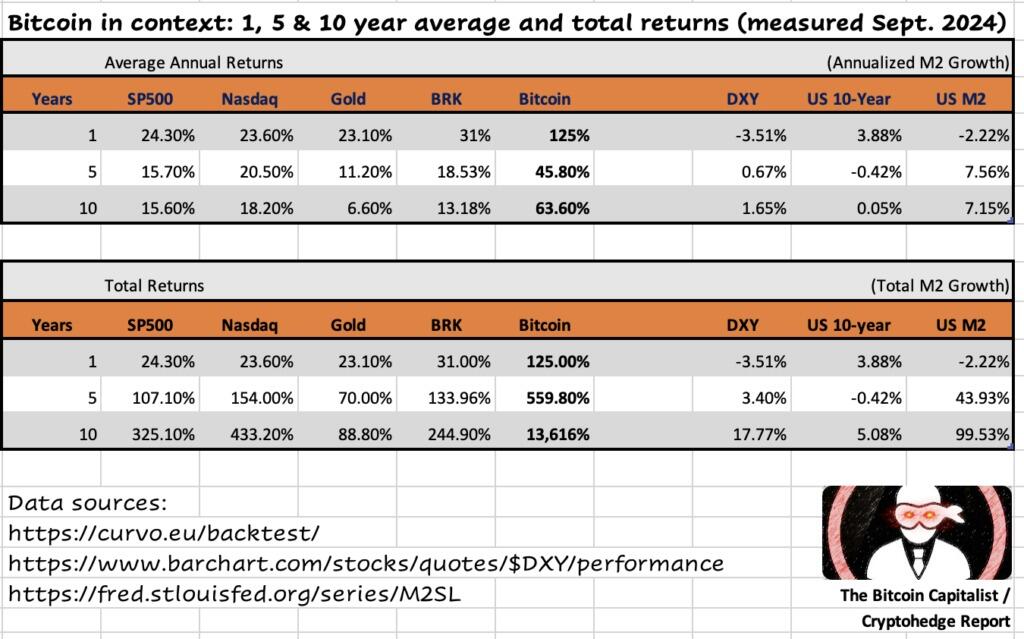 Bitcoin in context: 1, 5 & 10 year average and total returns (measured Sept. 2024)
Average Annual Returns (Annualized M2 Growth)
Years SP500 Nasdaq Gold BRK Bitcoin DXY US 10-Year US M2
1 24.30% 23.60% 23.10% 31% 125% -3.51% 3.88% -2.22%
5 15.70% 20.50% 11.20% 18.53% 45.80% 0.67% -0.42% 7.56%
10 15.60% 18.20% 6.60% 13.18% 63.60% 1.65% 0.05% 7.15%
Total Returns (Total M2 Growth)
Years SP500 Nasdaq Gold BRK Bitcoin DXY US 10-year US M2
1 24.30% 23.60% 23.10% 31.00% 125.00% -3.51% 3.88% -2.22%
5 107.10% 154.00% 70.00% 133.96% 559.80% 3.40% -0.42% 43.93%
10 325.10% 433.20% 88.80% 244.90% 13,616% 17.77% 5.08% 99.53%
Data sources:
https://curvo.eu/backtest/
https://www.barchart.com/stocks/quotes/$DXY/performance
https://fred.stlouisfed.org/series/M2SL
The Bitcoin Capitalist /
Cryptohedge Report